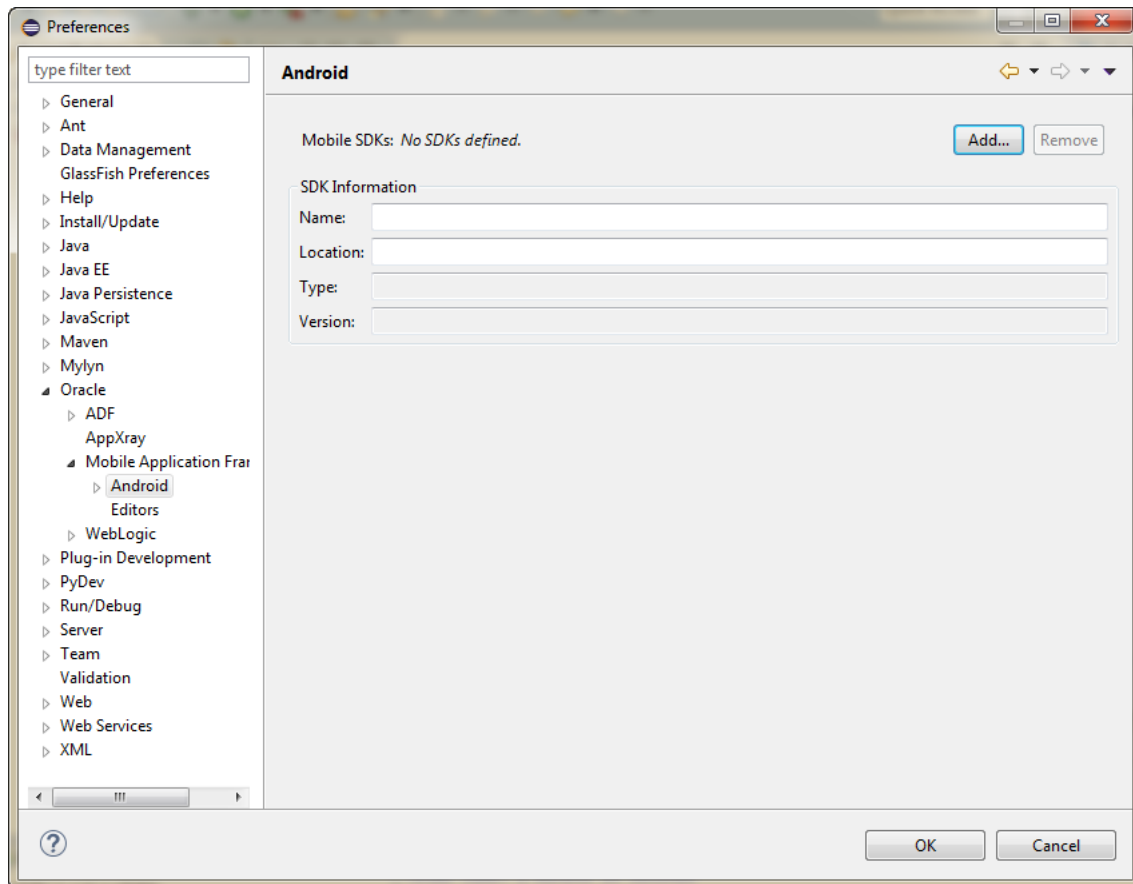 Preferences
type filter text
General
Ant
Data Management
GlassFish Preferences
Help
Install/Update
Java
Java EE
Java Persistence
JavaScript
Maven
Mylyn
Oracle
ADF
AppXray
Mobile Application Fran
Android
Editors
WebLogic
Plug-in Development
PyDev
Run/Debug
Server
Team
Validation
Web
Web Services
XML
Android
Mobile SDKs: No SDKs defined.
Add...
Remove
SDK Information
Name:
Location:
Type:
Version:
?
OK
Cancel